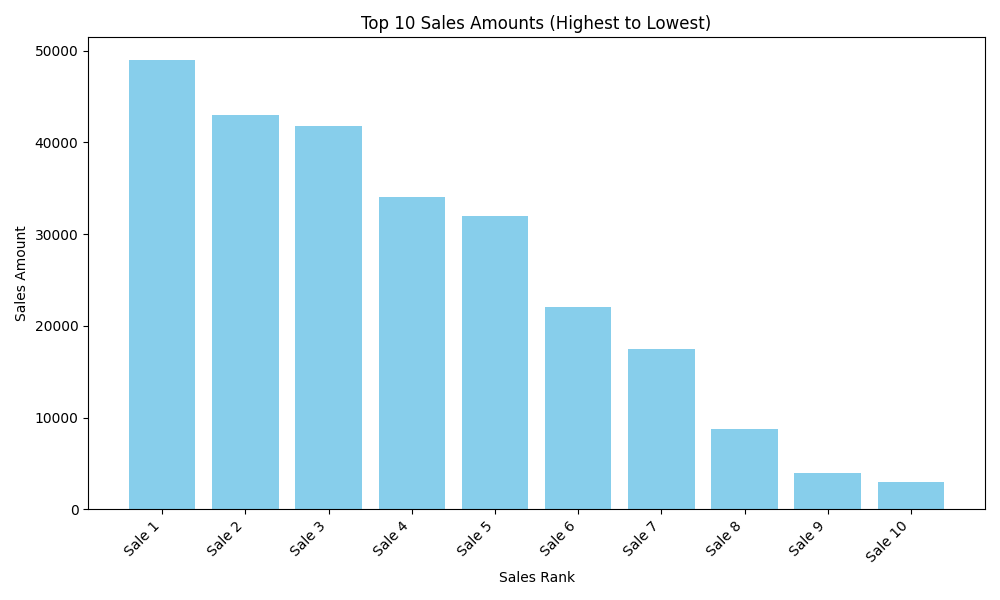 Top 10 Sales Amounts (Highest to Lowest)
Sales Amount
50000
40000
30000
20000
10000
0
Sale 1
Sale 2
Sale 3
Sale 4
Sale 5
Sale 6
Sale 7
Sale 8
Sale 9
Sale 10
Sales Rank